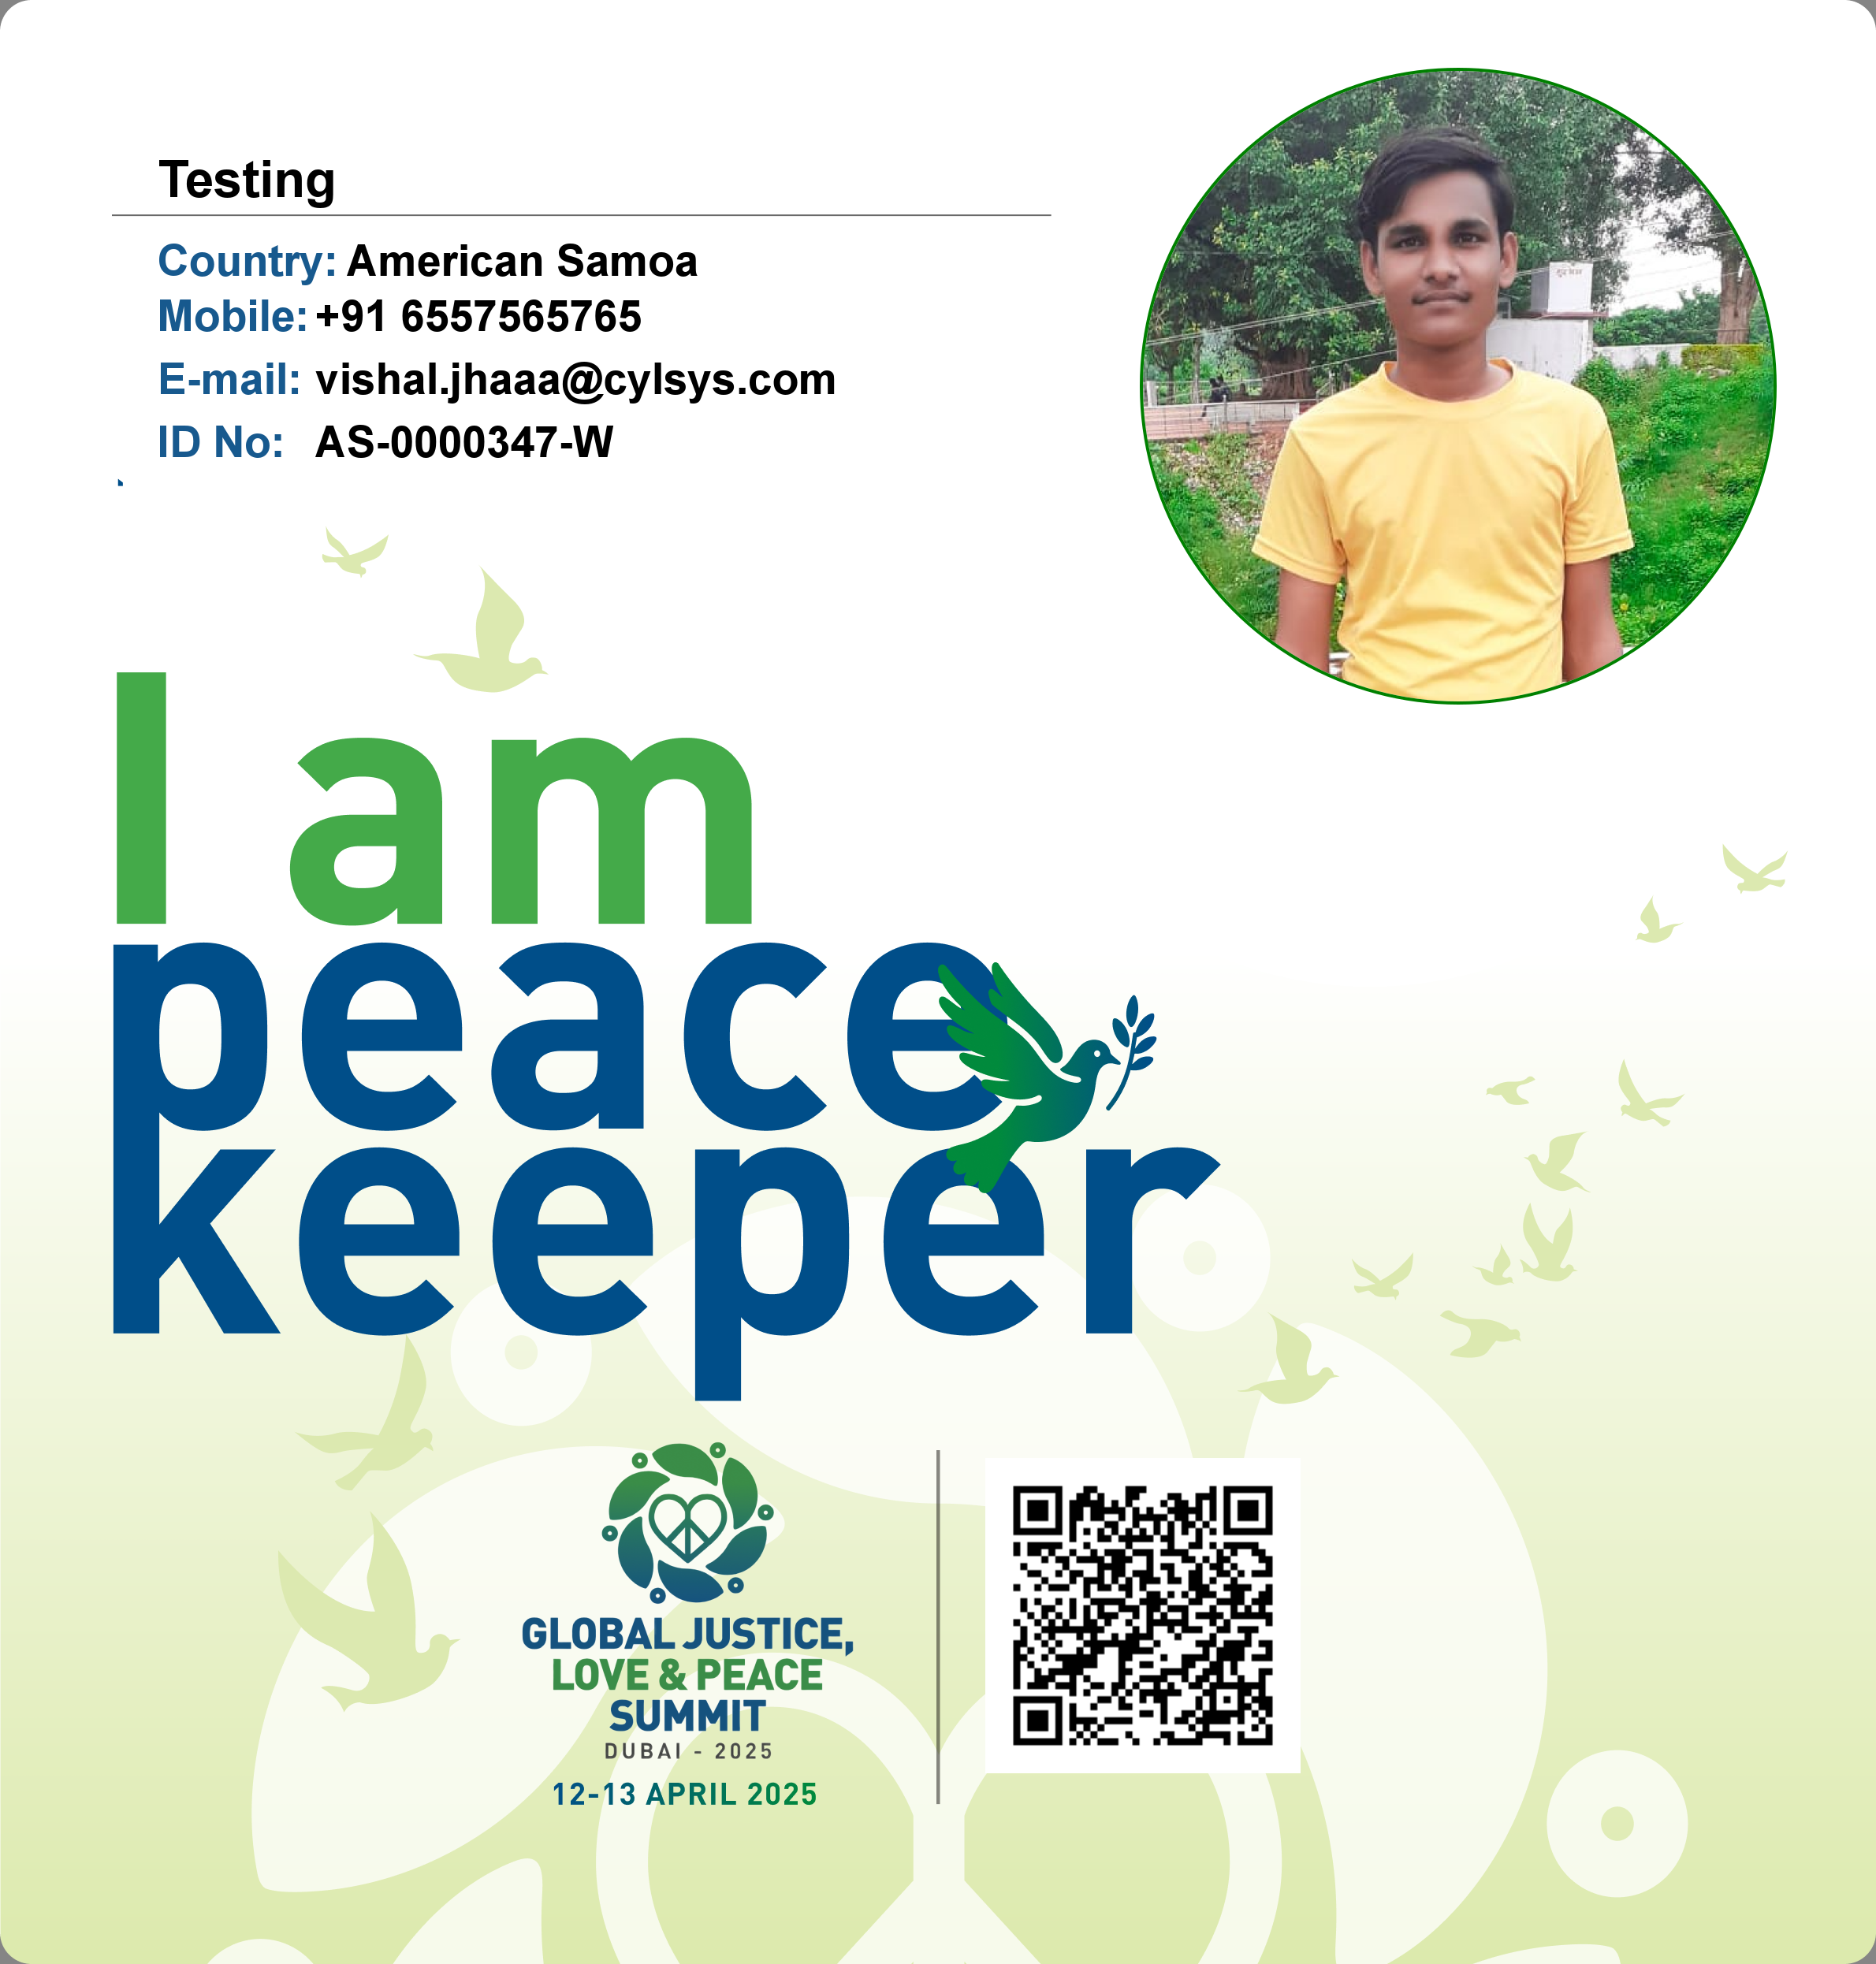 Testing
Country: American Samoa
Mobile: +91 6557565765
E-mail: vishal.jhaaa@cylsys.com
ID No: AS-0000347-W
I am
peace
keeper
GLOBAL JUSTICE,
LOVE & PEACE
SUMMIT
DUBAI - 2025
12-13 APRIL 2025